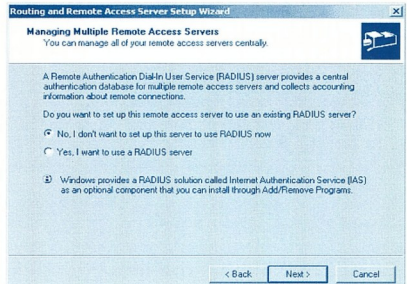 Routing and Remote Access Server Setup Wizard
Managing Multiple Remote Access Servers
You can manage all of your remote access servers centrally.
A Remote Authentication Dial-In User Service (RADIUS) server provides a central
authentication database for multiple remote access servers and collects accounting
information about remote connections.
Do you want to set up this remote access server to use an existing RADIUS server?
No, I don't want to set up this server to use RADIUS now
Yes, I want to use a RADIUS server
Windows provides a RADIUS solution called Internet Authentication Service (IAS)
as an optional component that you can install through Add/Remove Programs.
< Back Next > Cancel